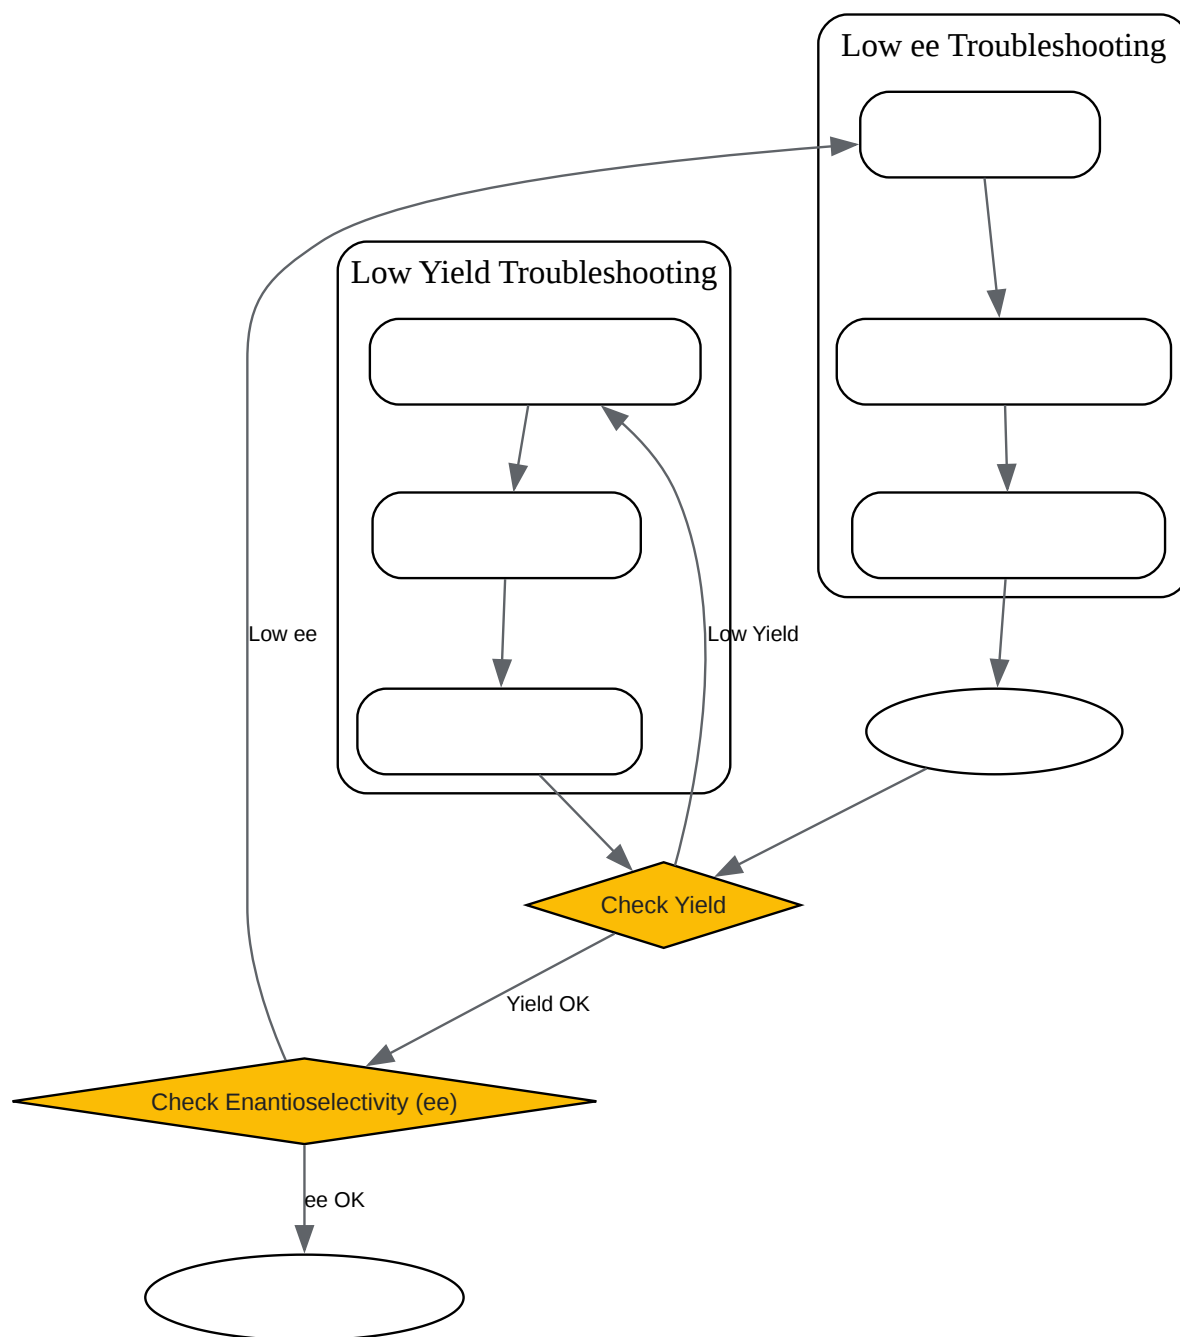 Low ee Troubleshooting
Low Yield Troubleshooting
Low ee
Low Yield
Check Yield
Yield OK
Check Enantioselectivity (ee)
ee OK